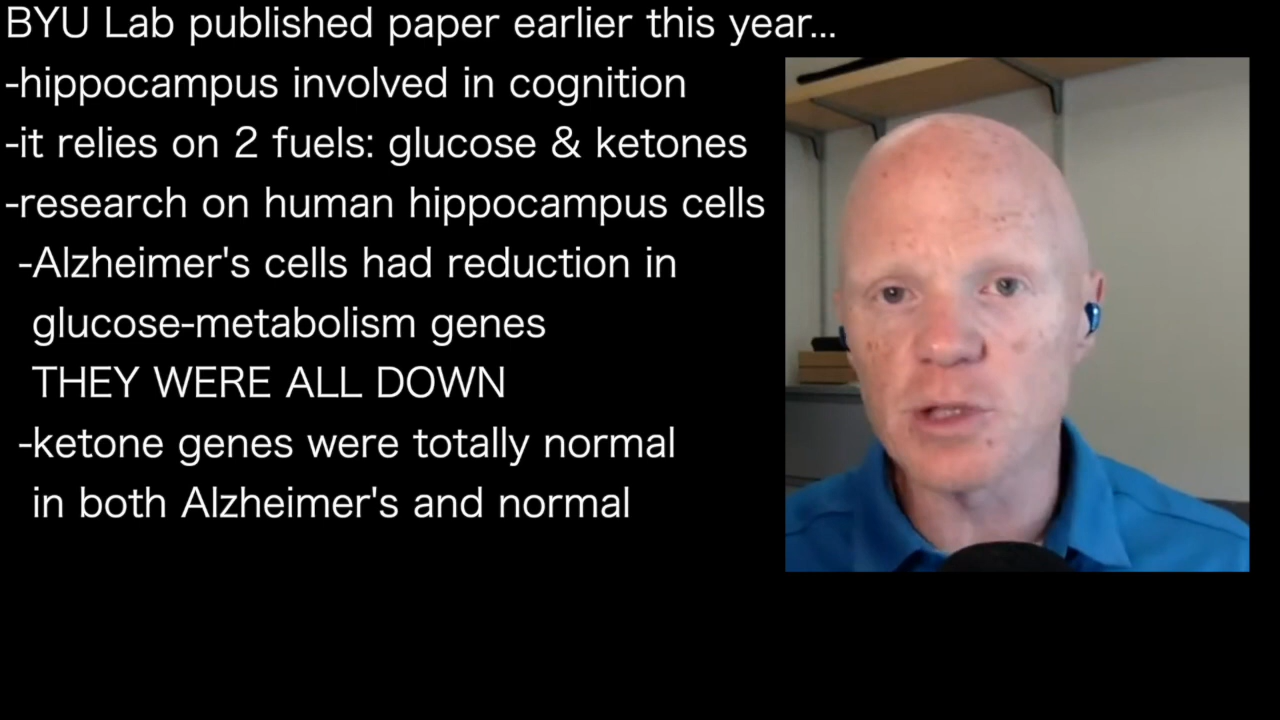 BYU Lab published paper earlier this year...
-hippocampus involved in cognition
-it relies on 2 fuels: glucose & ketones
-research on human hippocampus cells
-Alzheimer's cells had reduction in
glucose-metabolism genes
THEY WERE ALL DOWN
-ketone genes were totally normal
in both Alzheimer's and normal